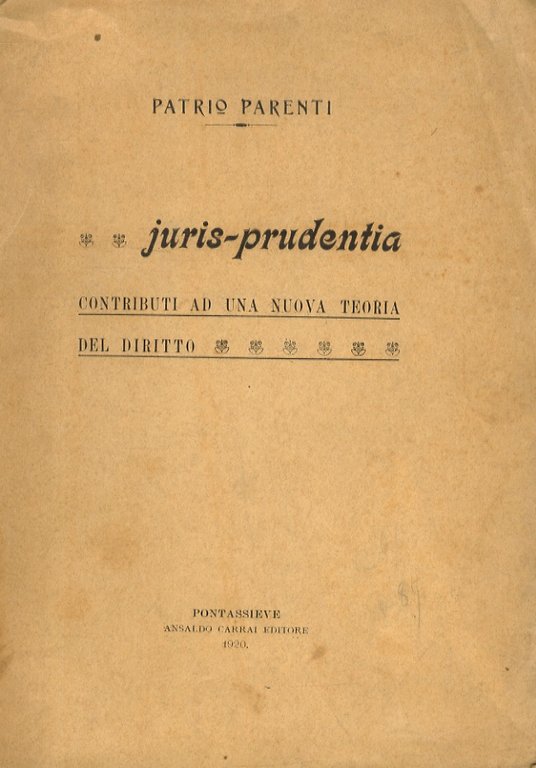 PATRIO PARENTI
juris-prudentia
CONTRIBUTI AD UNA NUOVA TEORIA
DEL DIRITTO
PONTASSIEVE
ANSALDO CARRAI EDITORE
1920.